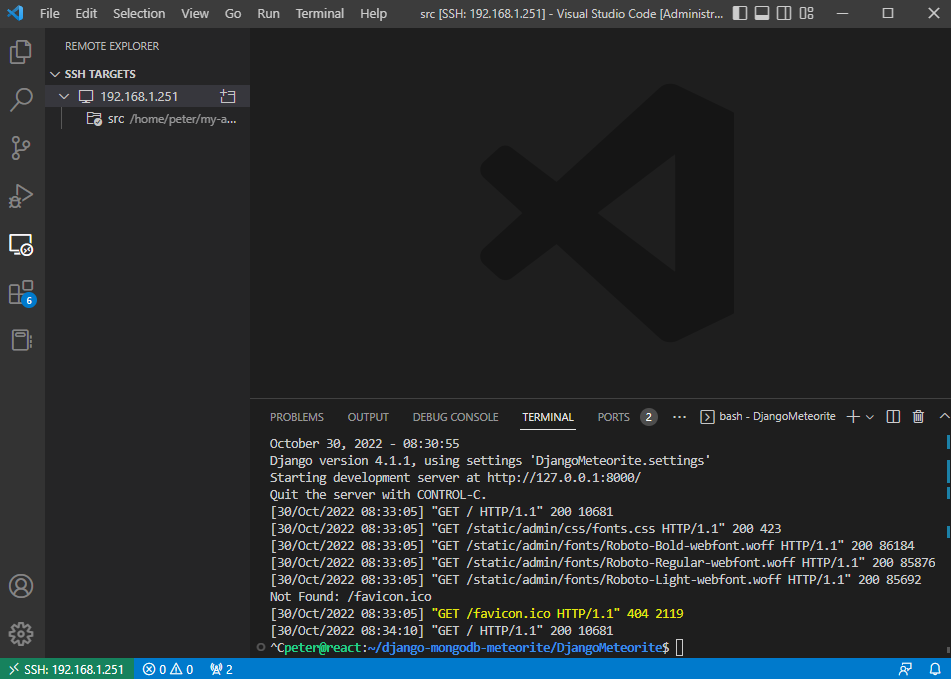 File Edit Selection View Go Run Terminal Help src [SSH: 192.168.1.251] - Visual Studio Code [Administr...
REMOTE EXPLORER
SSH TARGETS
192.168.1.251
src /home/peter/my-a...
6
PROBLEMS OUTPUT DEBUG CONSOLE TERMINAL PORTS 2 ... bash - DjangoMeteorite
October 30, 2022 - 08:30:55
Django version 4.1.1, using settings 'DjangoMeteorite.settings'
Starting development server at http://127.0.0.1:8000/
Quit the server with CONTROL-C.
[30/Oct/2022 08:33:05] "GET / HTTP/1.1" 200 10681
[30/Oct/2022 08:33:05] "GET /static/admin/css/fonts.css HTTP/1.1" 200 423
[30/Oct/2022 08:33:05] "GET /static/admin/fonts/Roboto-Bold-webfont.woff HTTP/1.1" 200 86184
[30/Oct/2022 08:33:05] "GET /static/admin/fonts/Roboto-Regular-webfont.woff HTTP/1.1" 200 85876
[30/Oct/2022 08:33:05] "GET /static/admin/fonts/Roboto-Light-webfont.woff HTTP/1.1" 200 85692
Not Found: /favicon.ico
[30/Oct/2022 08:33:05] "GET /favicon.ico HTTP/1.1" 404 2119
[30/Oct/2022 08:34:10] "GET / HTTP/1.1" 200 10681
^Cpeter@react:~/django-mongodb-meteorite/DjangoMeteorite$
SSH: 192.168.1.251 0 0 2